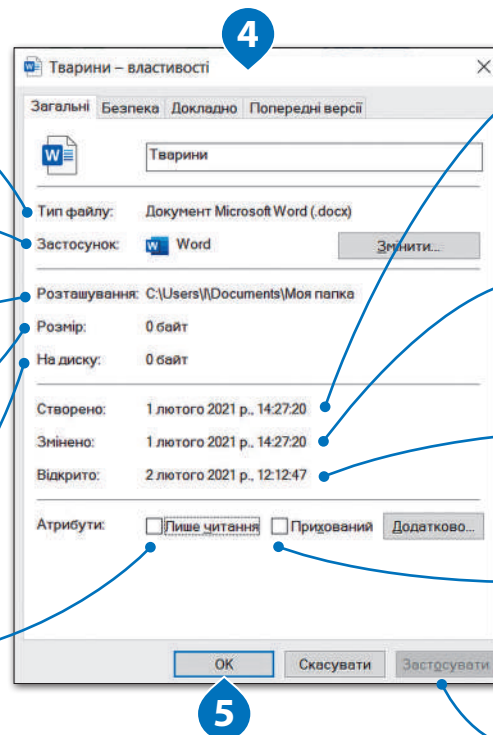 4
Тварини – властивості
Загальні Безпека Докладно Попередні версії
Тварини
Тип файлу: Документ Microsoft Word (.docx)
Застосунок: Word Змінити...
Розташування: C:\Users\I\Documents\Моя папка
Розмір: 0 байт
На диску: 0 байт
Створено: 1 лютого 2021 р., 14:27:20
Змінено: 1 лютого 2021 р., 14:27:20
Відкрито: 2 лютого 2021 р., 12:12:47
Атрибути: Лише читання Прихований Додатково...
ОК Скасувати Застосувати
5